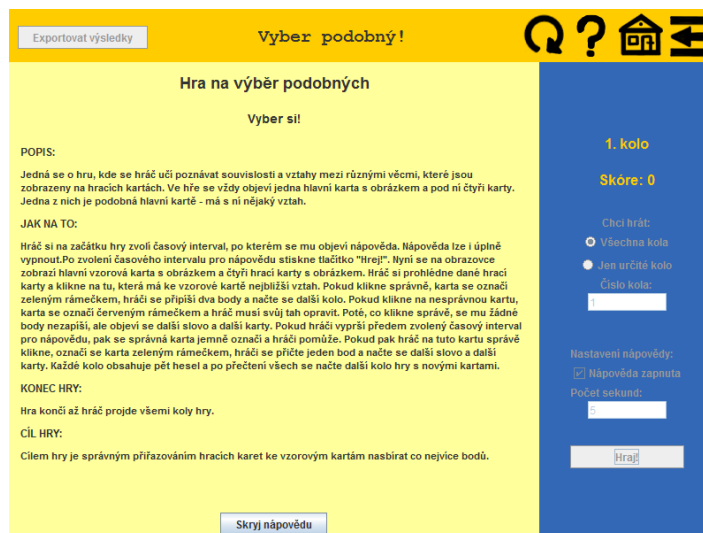 Exportovat výsledky
Vyber podobný!
Hra na výběr podobných
Vyber si!
POPIS:
Jedná se o hru, kde se hráč učí poznávat souvislosti a vztahy mezi různými věcmi, které jsou
zobrazeny na hracích kartách. Ve hře se vždy objeví jedna hlavní karta s obrázkem a pod ní čtyři karty.
Jedna z nich je podobná hlavní kartě - má s ní nějaký vztah.
JAK NA TO:
Hráč si na začátku hry zvolí časový interval, po kterém se mu objeví nápověda. Nápověda lze i úplně
vypnout.Po zvolení časového intervalu pro nápovědu stiskne tlačítko "Hrej!". Nyní se na obrazovce
zobrazí hlavní vzorová karta s obrázkem a čtyři hrací karty s obrázkem. Hráč si prohlédne dané hrací
karty a klikne na tu, která má ke vzorové kartě nejbližší vztah. Pokud klikne správně, karta se označí
zeleným rámečkem, hráči se připíší dva body a načte se další kolo. Pokud klikne na nesprávnou kartu,
karta se označí červeným rámečkem a hráč musí svůj tah opravit. Poté, co klikne správě, se mu žádné
body nezapíší, ale objeví se další slovo a další karty. Pokud hráči vyprší předem zvolený časový interval
pro nápovědu, pak se správná karta jemně označí a hráči pomůže. Pokud pak hráč na tuto kartu správě
klikne, označí se karta zeleným rámečkem, hráči se přičte jeden bod a načte se další slovo a další
karty. Každé kolo obsahuje pět hesel a po přečtení všech se načte další kolo hry s novými kartami.
KONEC HRY:
Hra končí až hráč projde všemi koly hry.
CÍL HRY:
Cílem hry je správným přiřazováním hracích karet ke vzorovým kartám nasbírat co nejvíce bodů.
Skryj nápovědu
1. kolo
Skóre: 0
Chci hrát:
Všechna kola
Jen určité kolo
Číslo kola:
1
Nastavení nápovědy:
Nápověda zapnuta
Počet sekund:
5
Hraj!